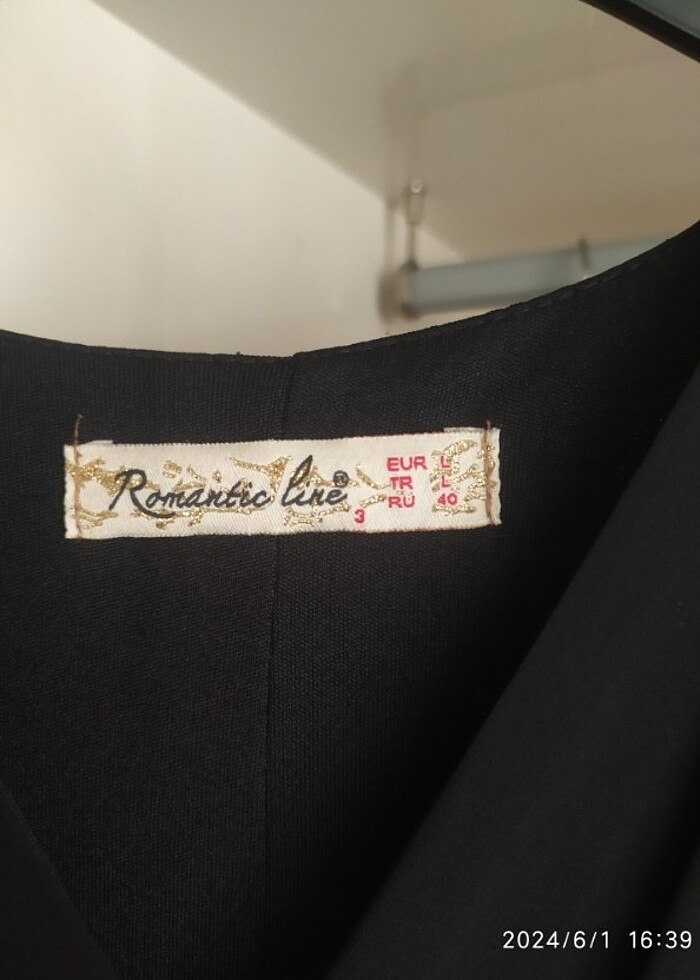 Romantic line®
3
EUR L
TR L
RU 40
2024/6/1 16:39